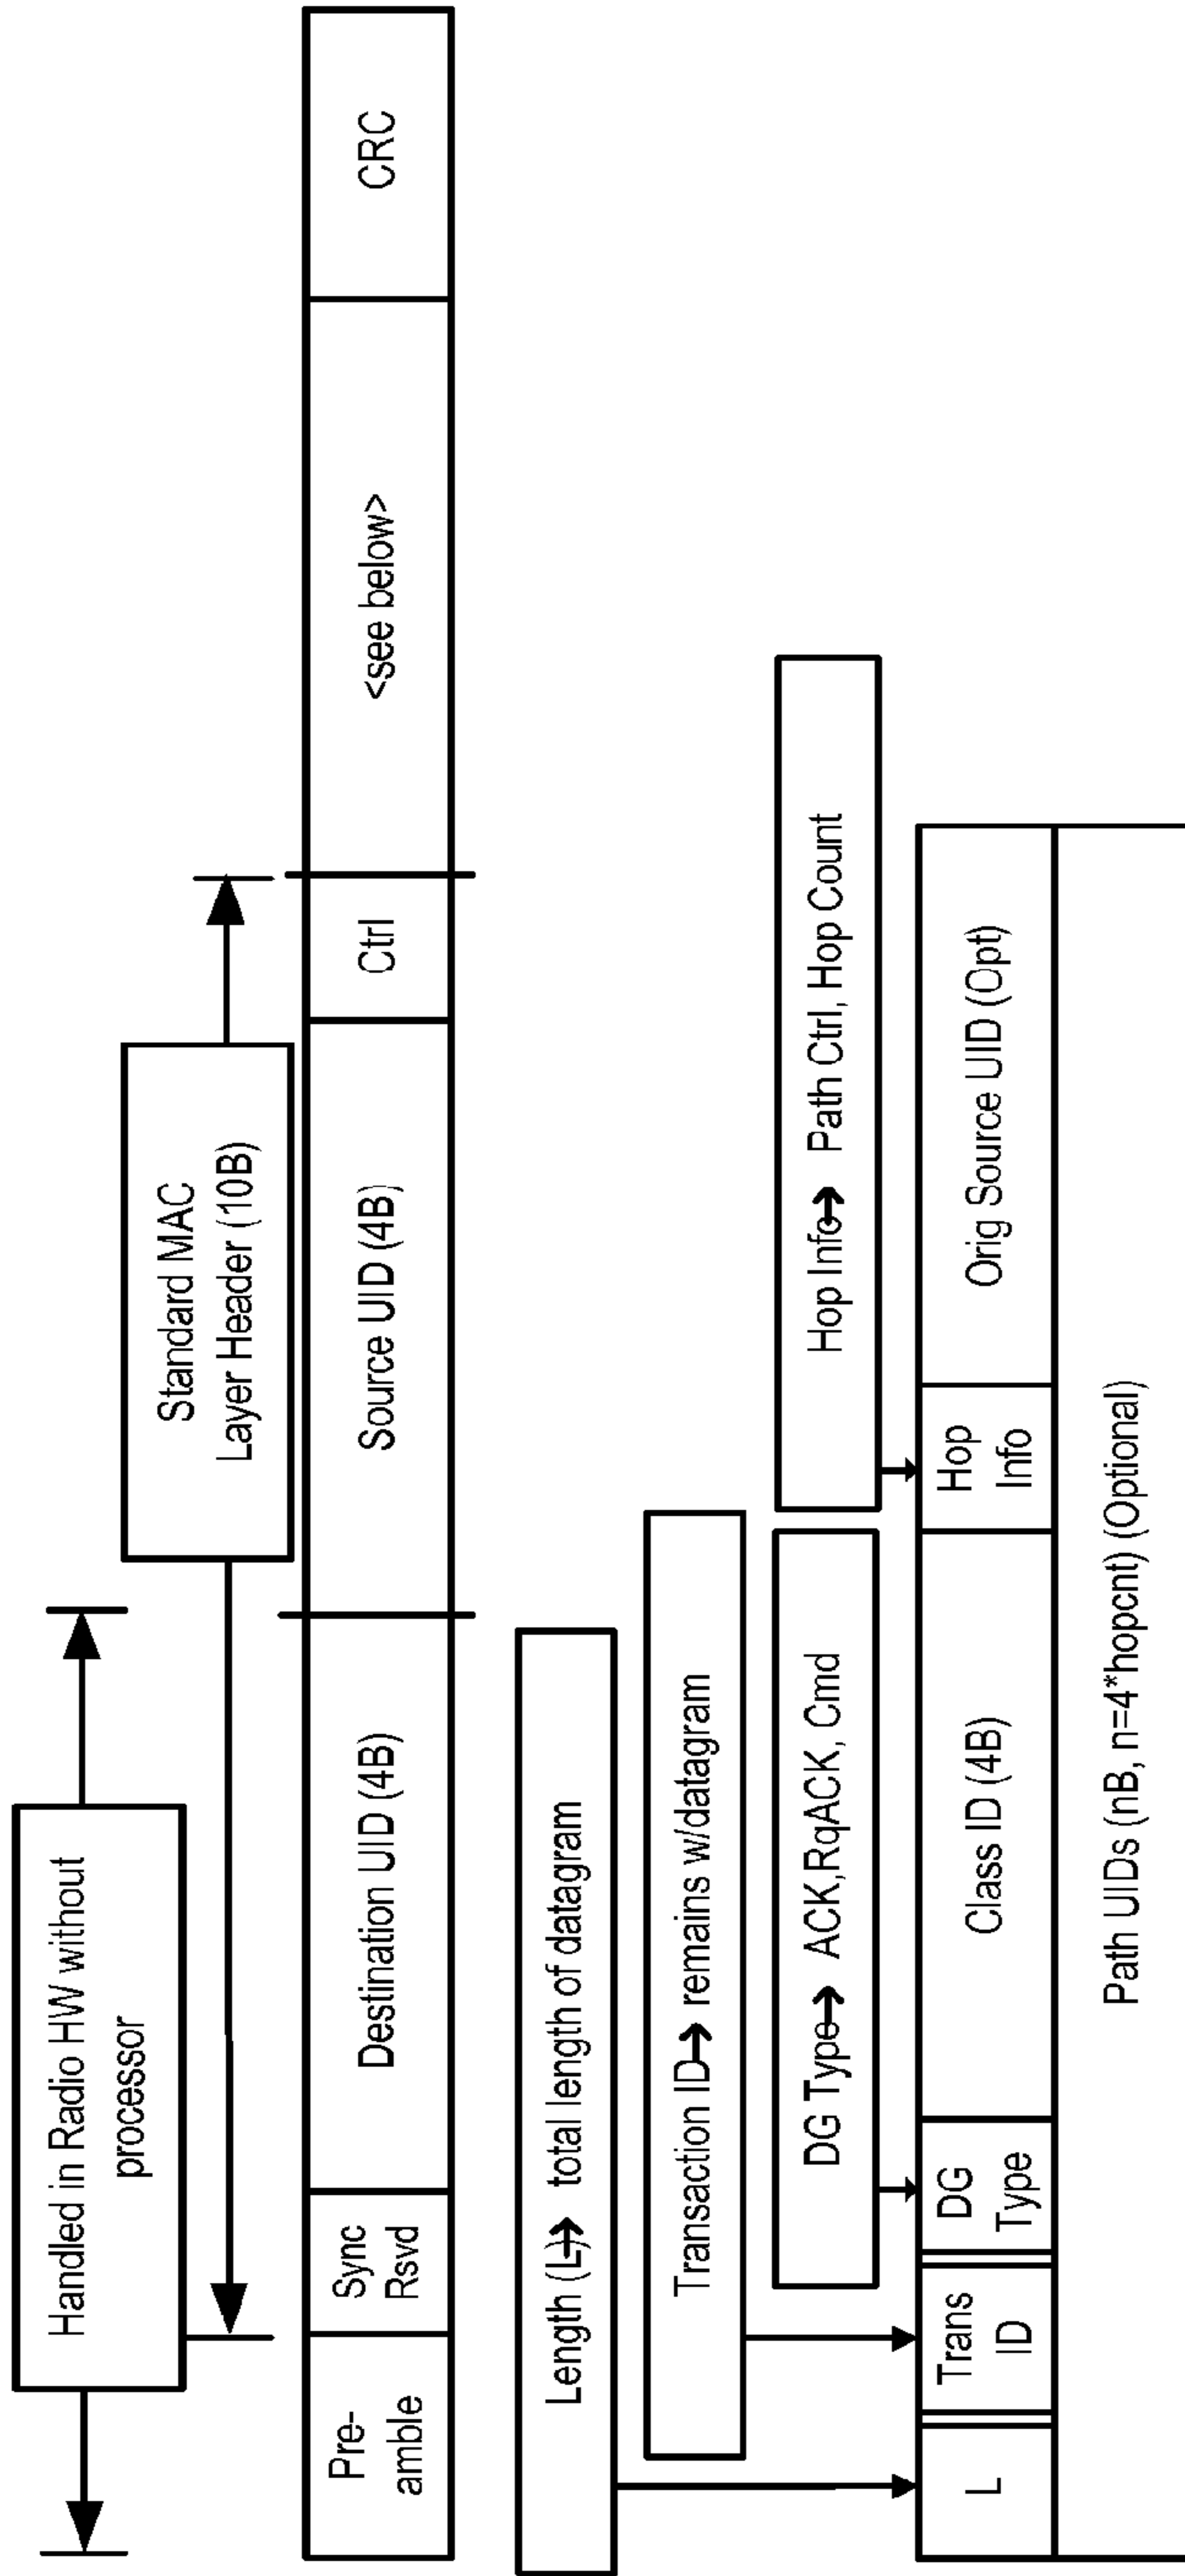 Handled in Radio HW without
processor
Standard MAC
Layer Header (10B)
Pre-
amble
Sync
Rsvd
Destination UID (4B)
Source UID (4B)
Ctrl
<see below>
CRC
Length (L)→ total length of datagram
Transaction ID→ remains w/datagram
DG Type→ ACK,RqACK, Cmd
Hop Info→ Path Ctrl, Hop Count
L
Trans
ID
DG
Type
Class ID (4B)
Hop
Info
Orig Source UID (Opt)
Path UIDs (nB, n=4*hopcnt) (Optional)